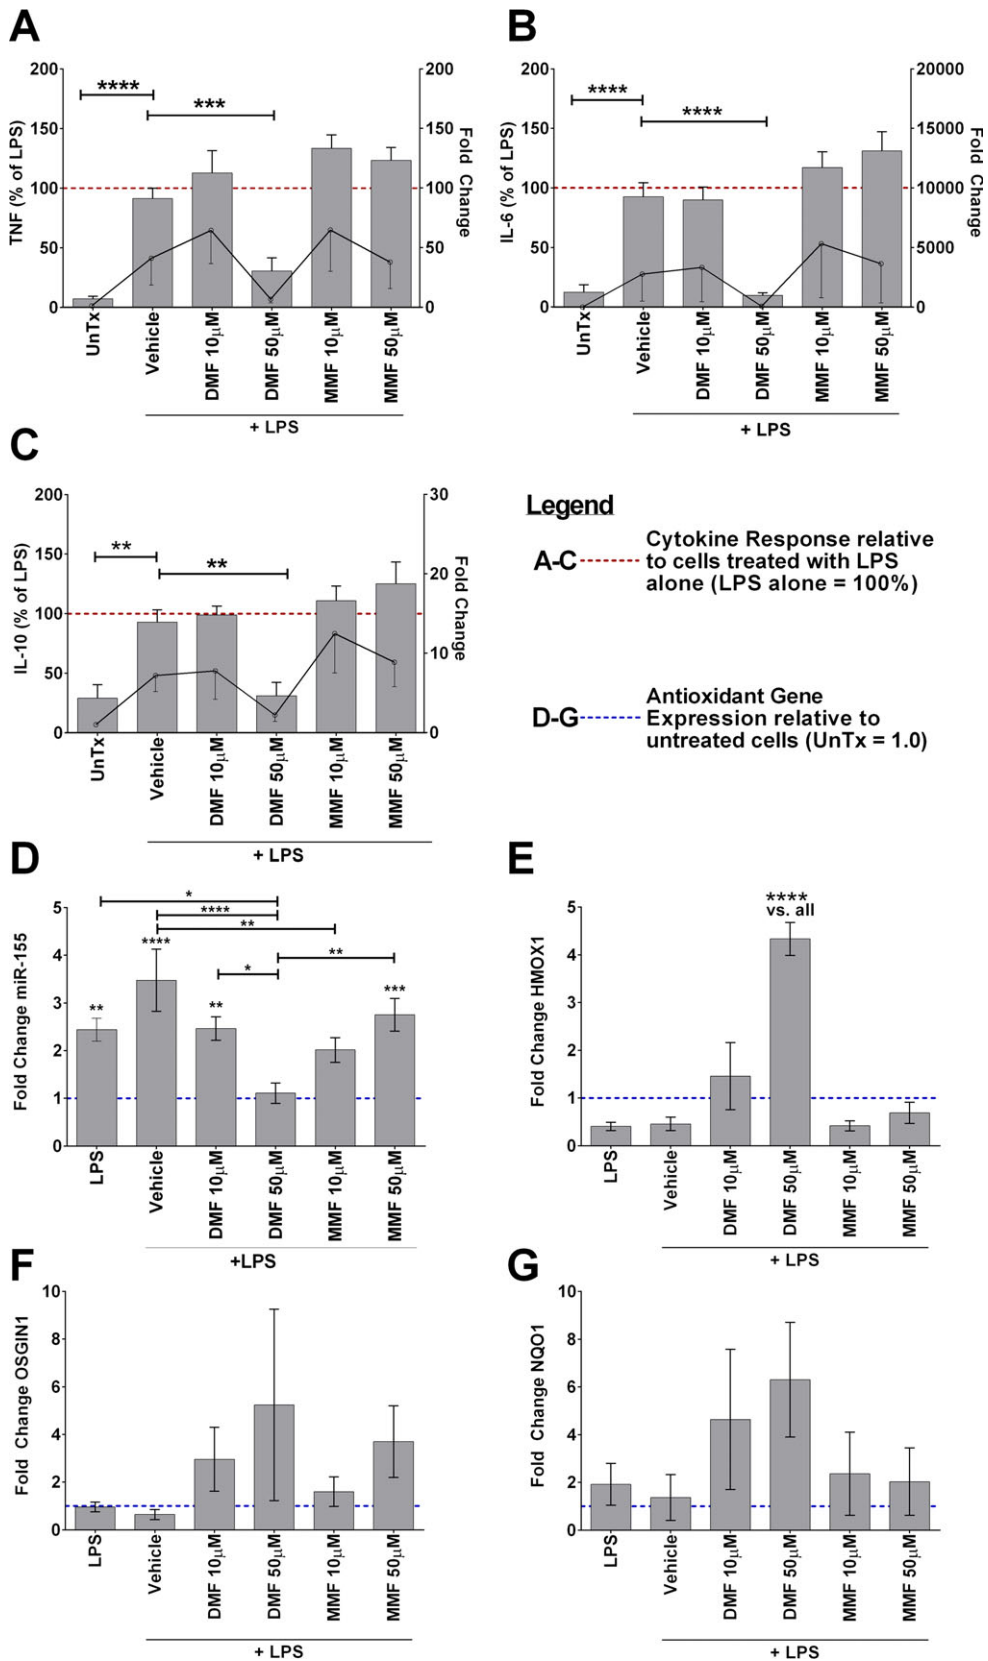 A
200
150
100
50
0
TNF (% of LPS)
****
***
200
150
100
50
0
Fold Change
UnTx
Vehicle
DMF 10μM
DMF 50μM
MMF 10μM
MMF 50μM
+ LPS
B
200
150
100
50
0
IL-6 (% of LPS)
****
****
20000
15000
10000
5000
0
Fold Change
UnTx
Vehicle
DMF 10μM
DMF 50μM
MMF 10μM
MMF 50μM
+ LPS
C
200
150
100
50
0
IL-10 (% of LPS)
**
**
30
20
10
0
Fold Change
UnTx
Vehicle
DMF 10μM
DMF 50μM
MMF 10μM
MMF 50μM
+ LPS
Legend
A-C
Cytokine Response relative
to cells treated with LPS
alone (LPS alone = 100%)
D-G
Antioxidant Gene
Expression relative to
untreated cells (UnTx = 1.0)
D
5
4
3
2
1
0
Fold Change miR-155
*
****
**
****
**
*
**
**
***
LPS
Vehicle
DMF 10μM
DMF 50μM
MMF 10μM
MMF 50μM
+LPS
E
5
4
3
2
1
0
Fold Change HMOX1
****
vs. all
LPS
Vehicle
DMF 10μM
DMF 50μM
MMF 10μM
MMF 50μM
+ LPS
F
10
8
6
4
2
0
Fold Change OSGIN1
LPS
Vehicle
DMF 10μM
DMF 50μM
MMF 10μM
MMF 50μM
+ LPS
G
10
8
6
4
2
0
Fold Change NQO1
LPS
Vehicle
DMF 10μM
DMF 50μM
MMF 10μM
MMF 50μM
+ LPS